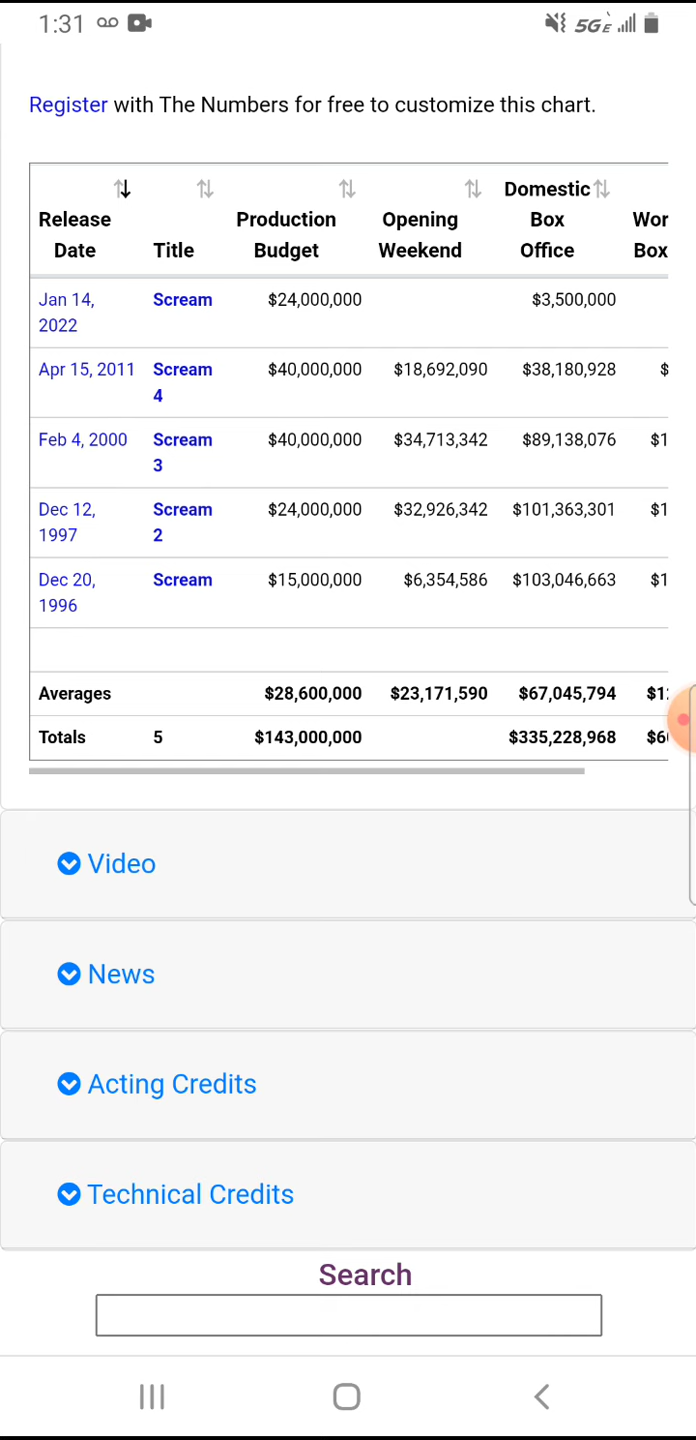 1:31
5GE
Register with The Numbers for free to customize this chart.
Release Date Title Production Budget Opening Weekend Domestic Box Office Wor Box
Jan 14, 2022 Scream $24,000,000 $3,500,000
Apr 15, 2011 Scream 4 $40,000,000 $18,692,090 $38,180,928 $
Feb 4, 2000 Scream 3 $40,000,000 $34,713,342 $89,138,076 $1
Dec 12, 1997 Scream 2 $24,000,000 $32,926,342 $101,363,301 $1
Dec 20, 1996 Scream $15,000,000 $6,354,586 $103,046,663 $1
Averages $28,600,000 $23,171,590 $67,045,794 $1
Totals 5 $143,000,000 $335,228,968 $6
Video
News
Acting Credits
Technical Credits
Search